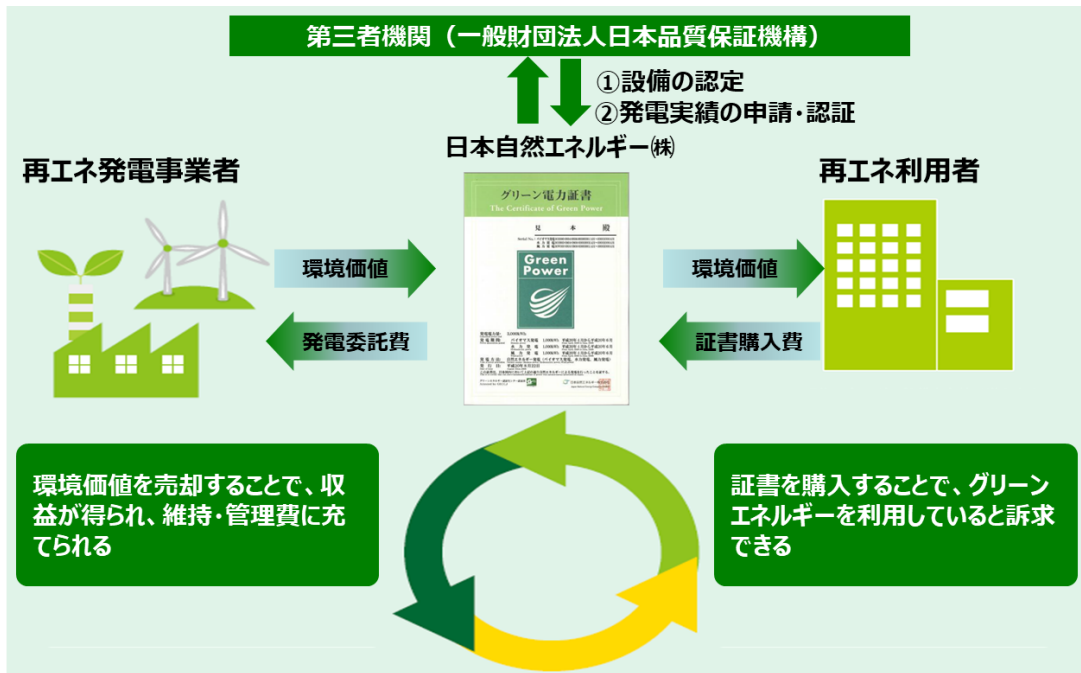 第三者機関（一般財団法人日本品質保証機構）
①設備の認定
②発電実績の申請・認証
日本自然エネルギー㈱
再エネ発電事業者
再エネ利用者
グリーン電力証書
The Certificate of Green Power
見本 殿
Green
Power
環境価値
環境価値
発電委託費
証書購入費
環境価値を売却することで、収
益が得られ、維持・管理費に充
てられる
証書を購入することで、グリーン
エネルギーを利用していると訴求
できる